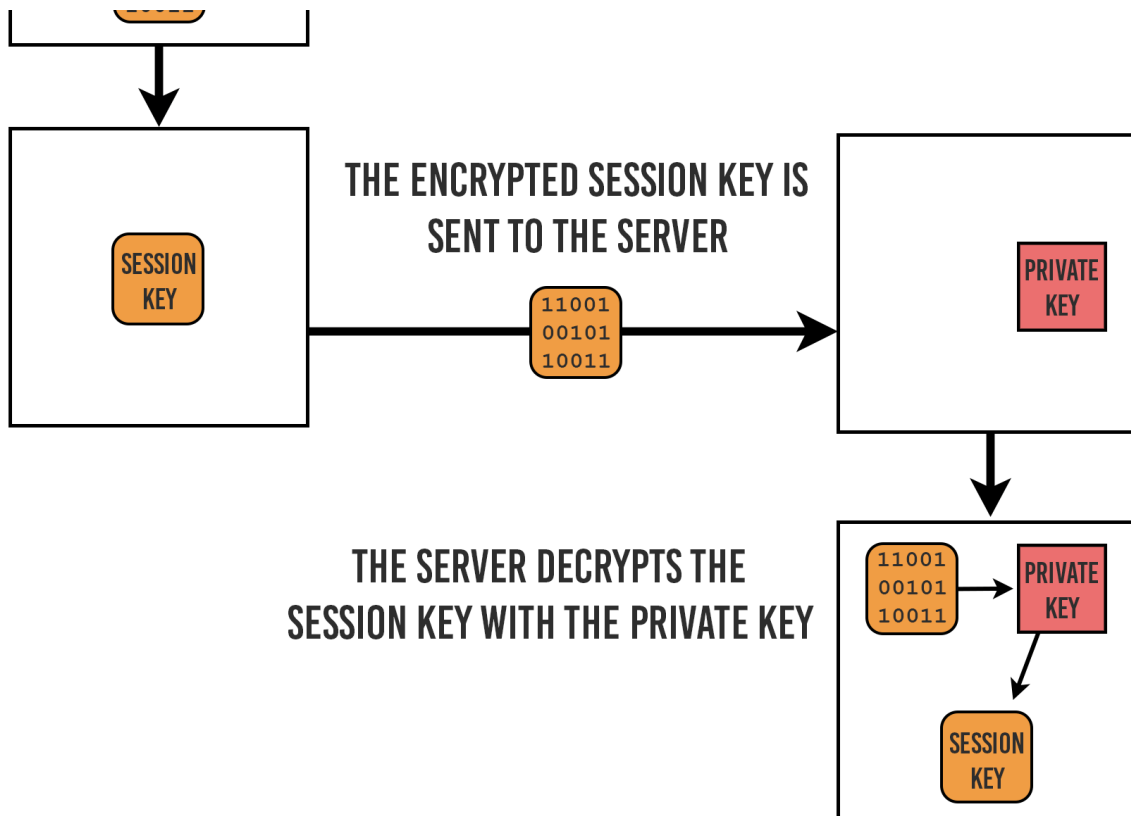 THE ENCRYPTED SESSION KEY IS
SENT TO THE SERVER
SESSION
KEY
11001
00101
10011
PRIVATE
KEY
THE SERVER DECRYPTS THE
SESSION KEY WITH THE PRIVATE KEY
11001
00101
10011
PRIVATE
KEY
SESSION
KEY